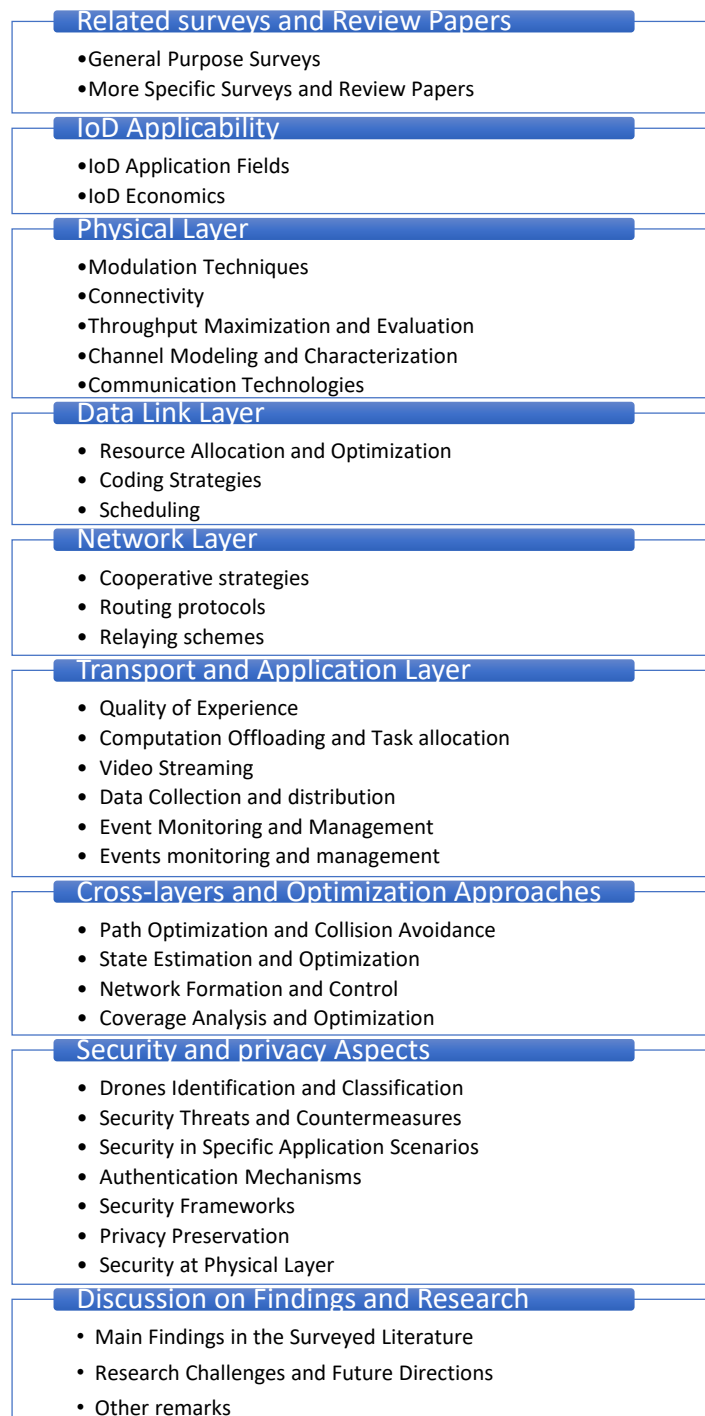 Related surveys and Review Papers
•General Purpose Surveys
•More Specific Surveys and Review Papers
IoD Applicability
•IoD Application Fields
•IoD Economics
Physical Layer
•Modulation Techniques
•Connectivity
•Throughput Maximization and Evaluation
•Channel Modeling and Characterization
•Communication Technologies
Data Link Layer
• Resource Allocation and Optimization
• Coding Strategies
• Scheduling
Network Layer
• Cooperative strategies
• Routing protocols
• Relaying schemes
Transport and Application Layer
• Quality of Experience
• Computation Offloading and Task allocation
• Video Streaming
• Data Collection and distribution
• Event Monitoring and Management
• Events monitoring and management
Cross-layers and Optimization Approaches
• Path Optimization and Collision Avoidance
• State Estimation and Optimization
• Network Formation and Control
• Coverage Analysis and Optimization
Security and privacy Aspects
• Drones Identification and Classification
• Security Threats and Countermeasures
• Security in Specific Application Scenarios
• Authentication Mechanisms
• Security Frameworks
• Privacy Preservation
• Security at Physical Layer
Discussion on Findings and Research
• Main Findings in the Surveyed Literature
• Research Challenges and Future Directions
• Other remarks